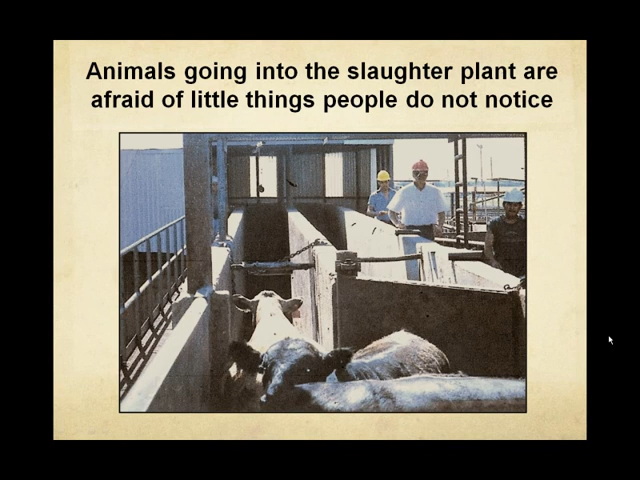 Animals going into the slaughter plant are
afraid of little things people do not notice